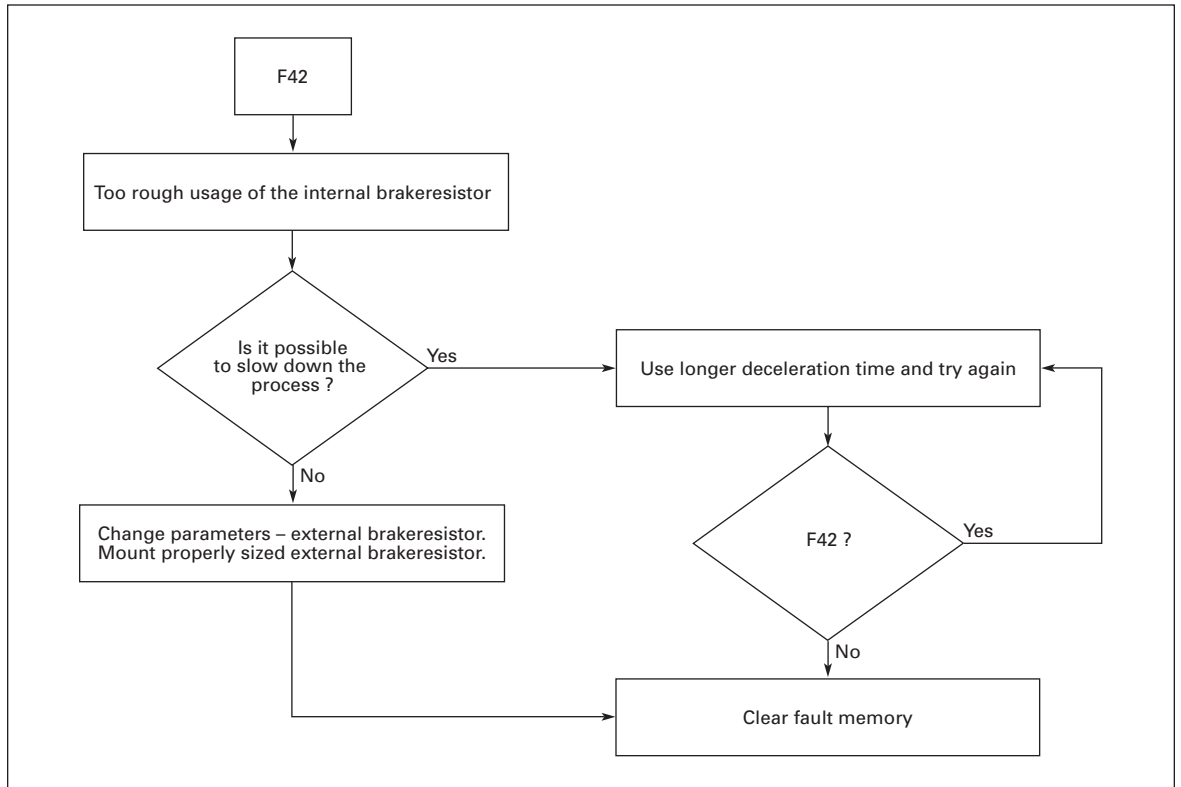 F42
Too rough usage of the internal brakeresistor
Is it possible
to slow down the
process ?
Yes
Use longer deceleration time and try again
No
Change parameters – external brakeresistor.
Mount properly sized external brakeresistor.
F42 ?
Yes
No
Clear fault memory